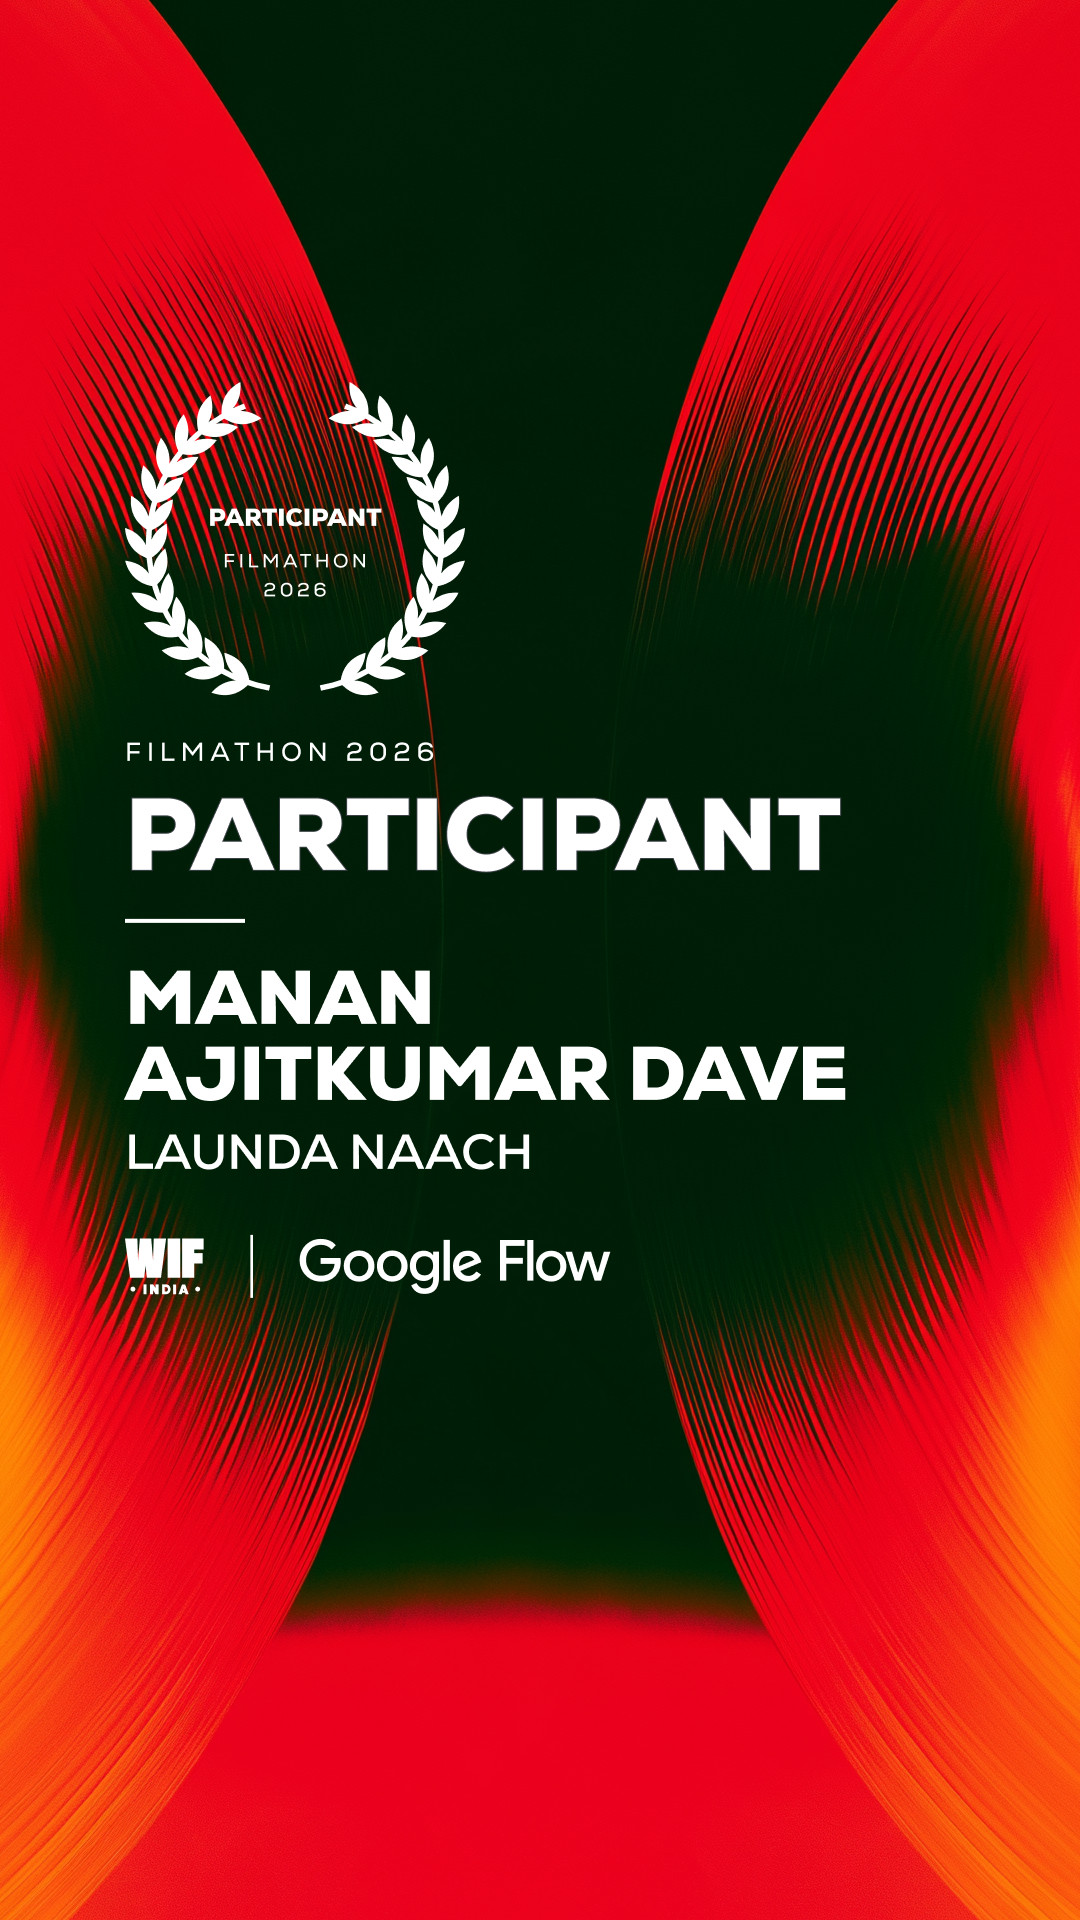 PARTICIPANT
FILMATHON
2026
FILMATHON 2026
PARTICIPANT
MANAN
AJITKUMAR DAVE
LAUNDA NAACH
WIF
• INDIA •
Google Flow